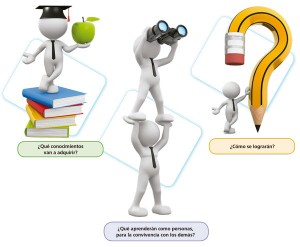 ¿Qué conocimientos
van a adquirir?
¿Qué aprenderán como personas,
para la convivencia con los demás?
¿Cómo se lograrán?